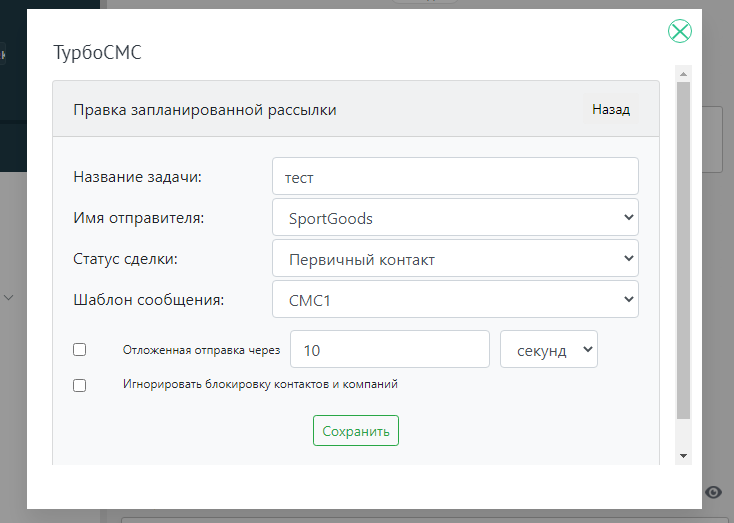 ТурбоСМС
Правка запланированной рассылки Назад
Название задачи: тест
Имя отправителя: SportGoods
Статус сделки: Первичный контакт
Шаблон сообщения: СМС1
Отложенная отправка через 10 секунд
Игнорировать блокировку контактов и компаний
Сохранить